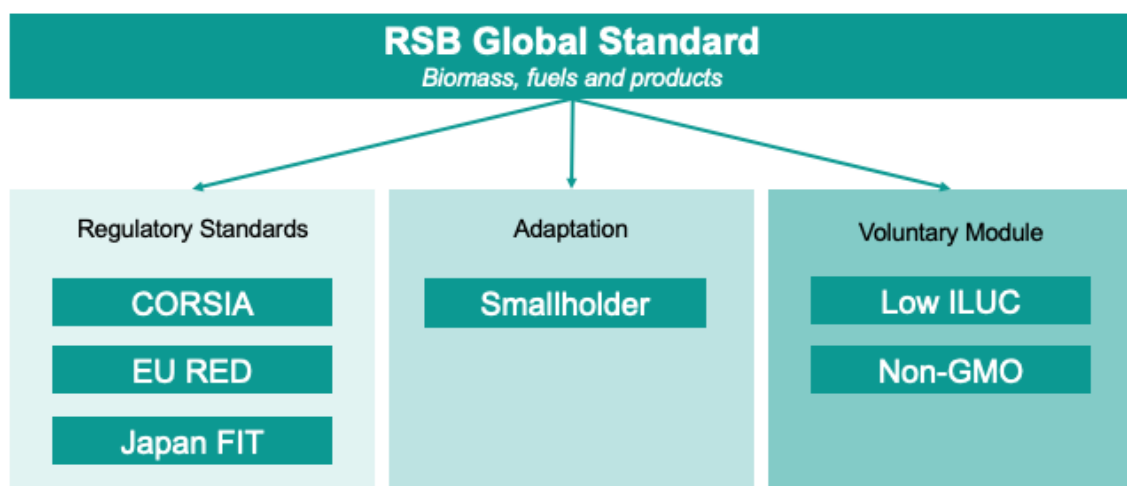 RSB Global Standard
Biomass, fuels and products
Regulatory Standards
CORSIA
EU RED
Japan FIT
Adaptation
Smallholder
Voluntary Module
Low ILUC
Non-GMO